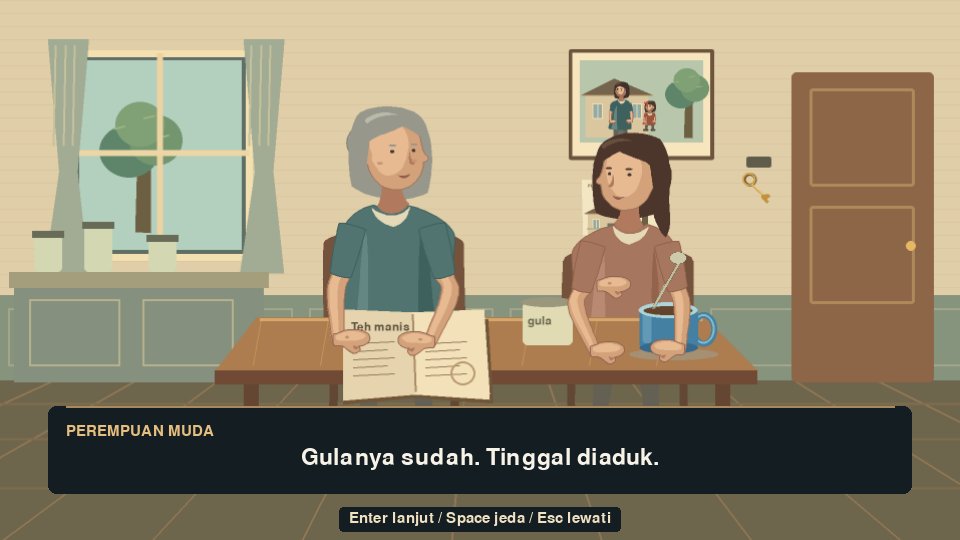 Teh manis
gula
PEREMPUAN MUDA
Gulanya sudah. Tinggal diaduk.
Enter lanjut / Space jeda / Esc lewati